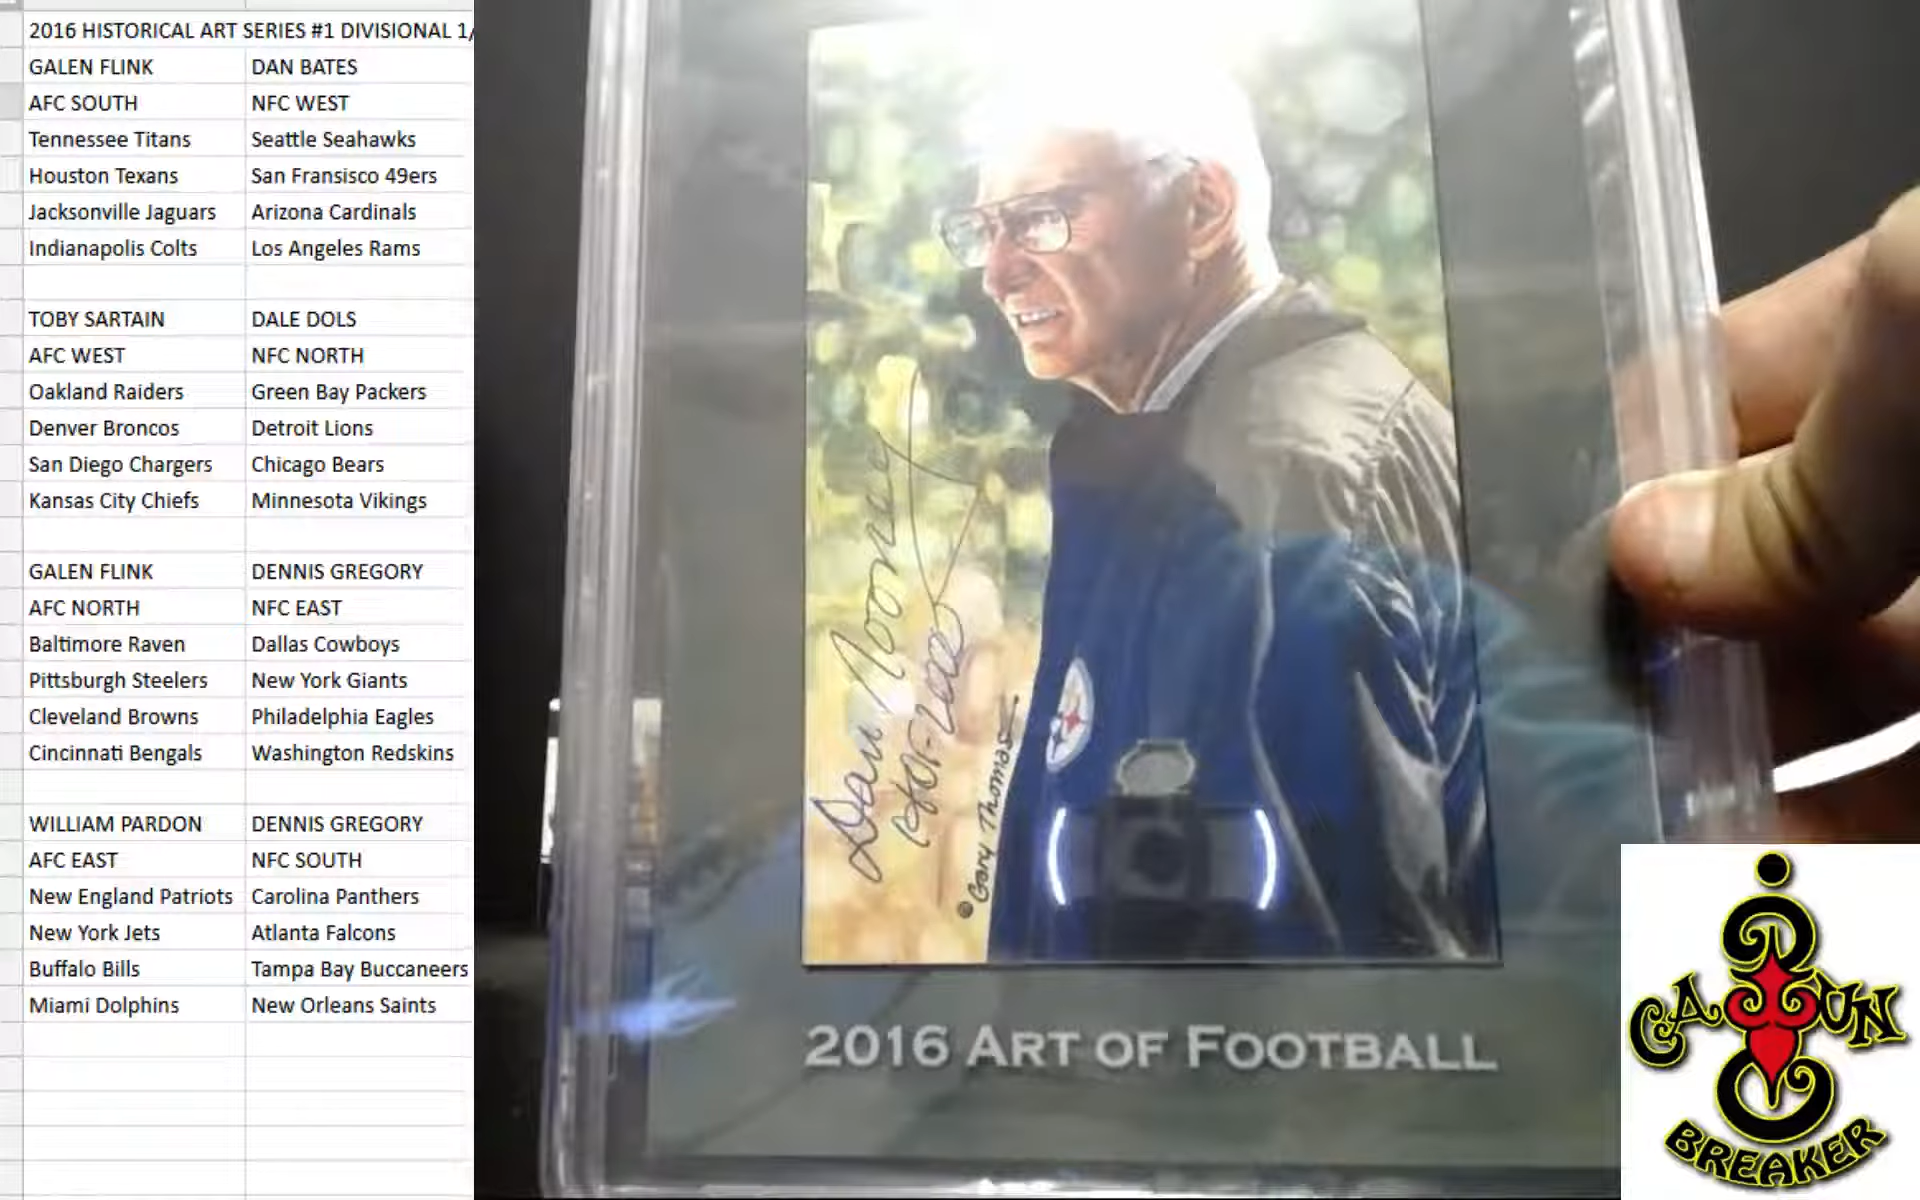 2016 HISTORICAL ART SERIES #1 DIVISIONAL 1/
GALEN FLINK DAN BATES
AFC SOUTH NFC WEST
Tennessee Titans Seattle Seahawks
Houston Texans San Fransisco 49ers
Jacksonville Jaguars Arizona Cardinals
Indianapolis Colts Los Angeles Rams
TOBY SARTAIN DALE DOLS
AFC WEST NFC NORTH
Oakland Raiders Green Bay Packers
Denver Broncos Detroit Lions
San Diego Chargers Chicago Bears
Kansas City Chiefs Minnesota Vikings
GALEN FLINK DENNIS GREGORY
AFC NORTH NFC EAST
Baltimore Raven Dallas Cowboys
Pittsburgh Steelers New York Giants
Cleveland Browns Philadelphia Eagles
Cincinnati Bengals Washington Redskins
WILLIAM PARDON DENNIS GREGORY
AFC EAST NFC SOUTH
New England Patriots Carolina Panthers
New York Jets Atlanta Falcons
Buffalo Bills Tampa Bay Buccaneers
Miami Dolphins New Orleans Saints
Dan Rooney
HOF-2000
© Gary Thomas
2016 ART OF FOOTBALL
CAJUN
BREAKER